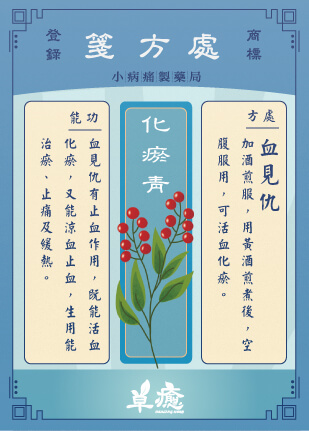 商標
處方箋
登錄
小病痛製藥局
處方
血見仇
加酒煎服，用黃酒煎煮後，空
腹服用，可活血化瘀。
化瘀青
功能
血見仇有止血作用，既能活血
化瘀，又能涼血止血，生用能
治瘀、止痛及緩熱。
草癒